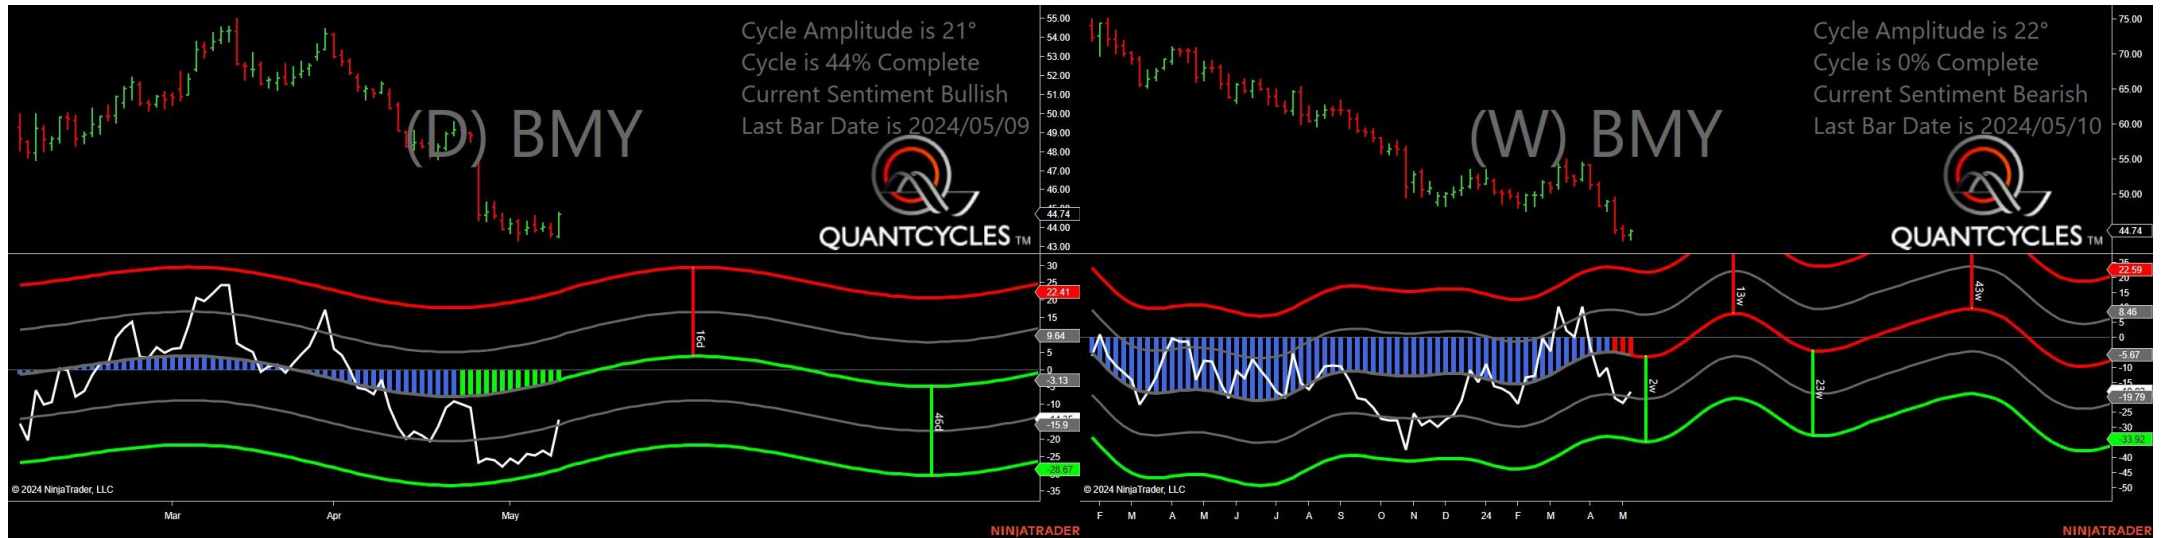 Cycle Amplitude is 21°
Cycle is 44% Complete
Current Sentiment Bullish
Last Bar Date is 2024/05/09
(D) BMY
QUANTCYCLES TM
55.00
54.00
53.00
52.00
51.00
50.00
49.00
48.00
47.00
46.00
44.74
44.00
43.00
30
25
22.41
20
15
9.64
5
0
-3.13
-5
-10
-15.9
-20
-25
-28.67
-35
16d
46d
© 2024 NinjaTrader, LLC
Mar Apr May
NINJATRADER
Cycle Amplitude is 22°
Cycle is 0% Complete
Current Sentiment Bearish
Last Bar Date is 2024/05/10
(W) BMY
QUANTCYCLES TM
75.00
70.00
65.00
60.00
55.00
50.00
44.74
22.59
20
15
10
8.46
5
0
-5.67
-10
-15
-19.79
-25
-30
-33.92
-40
-45
-50
13w
43w
2w
23w
© 2024 NinjaTrader, LLC
F M A M J J A S O N D 24 F M A M
NINJATRADER